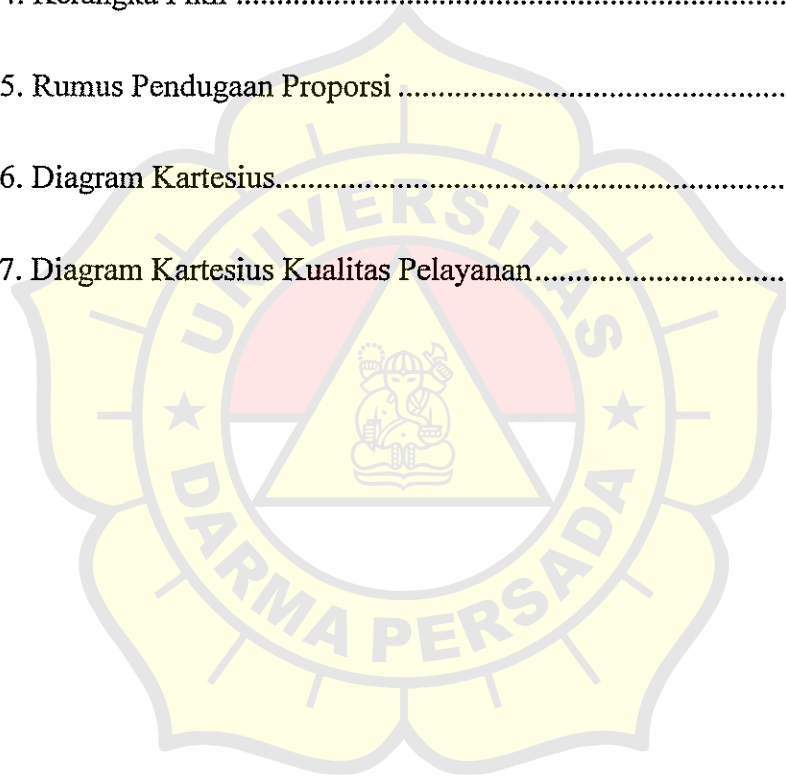 5. Rumus Pendugaan Proporsi ................................................
6. Diagram Kartesius................................................................
7. Diagram Kartesius Kualitas Pelayanan.............................
UNIVERSITAS
DARMA PERSADA